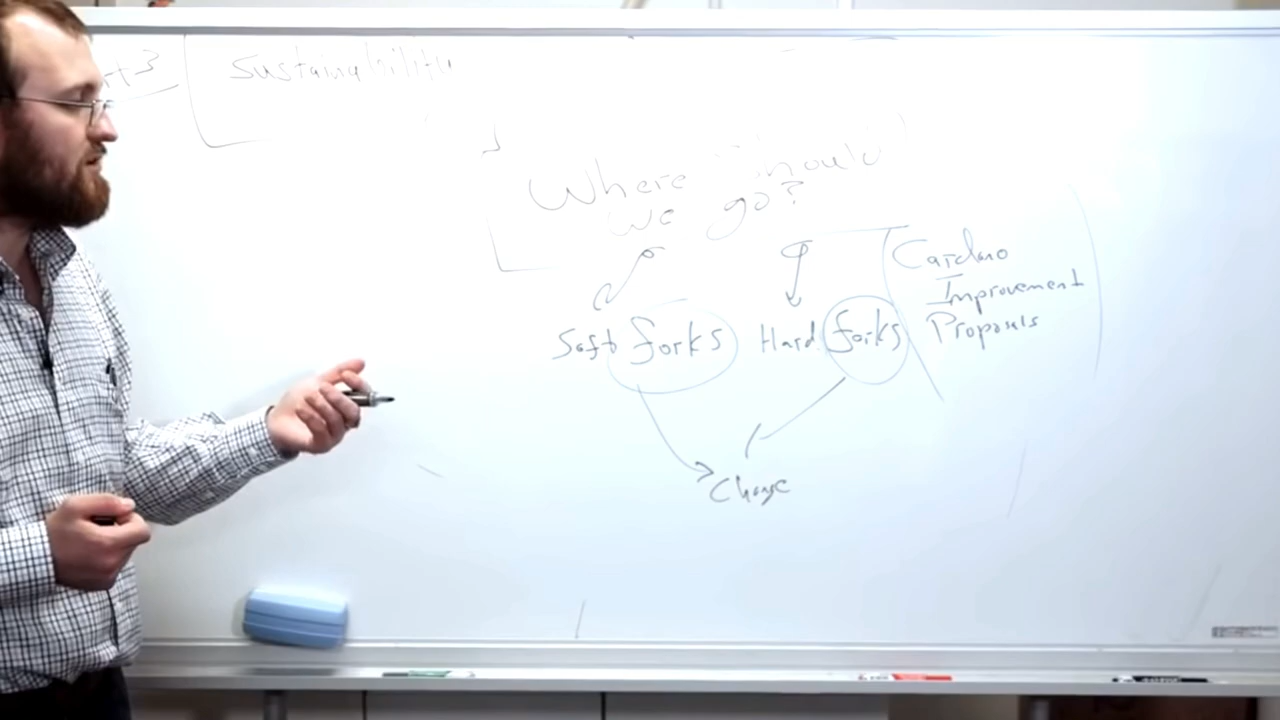 Sustainability
Where should
we go?
Soft forks Hard forks
Cardano
Improvement
Proposals
Change